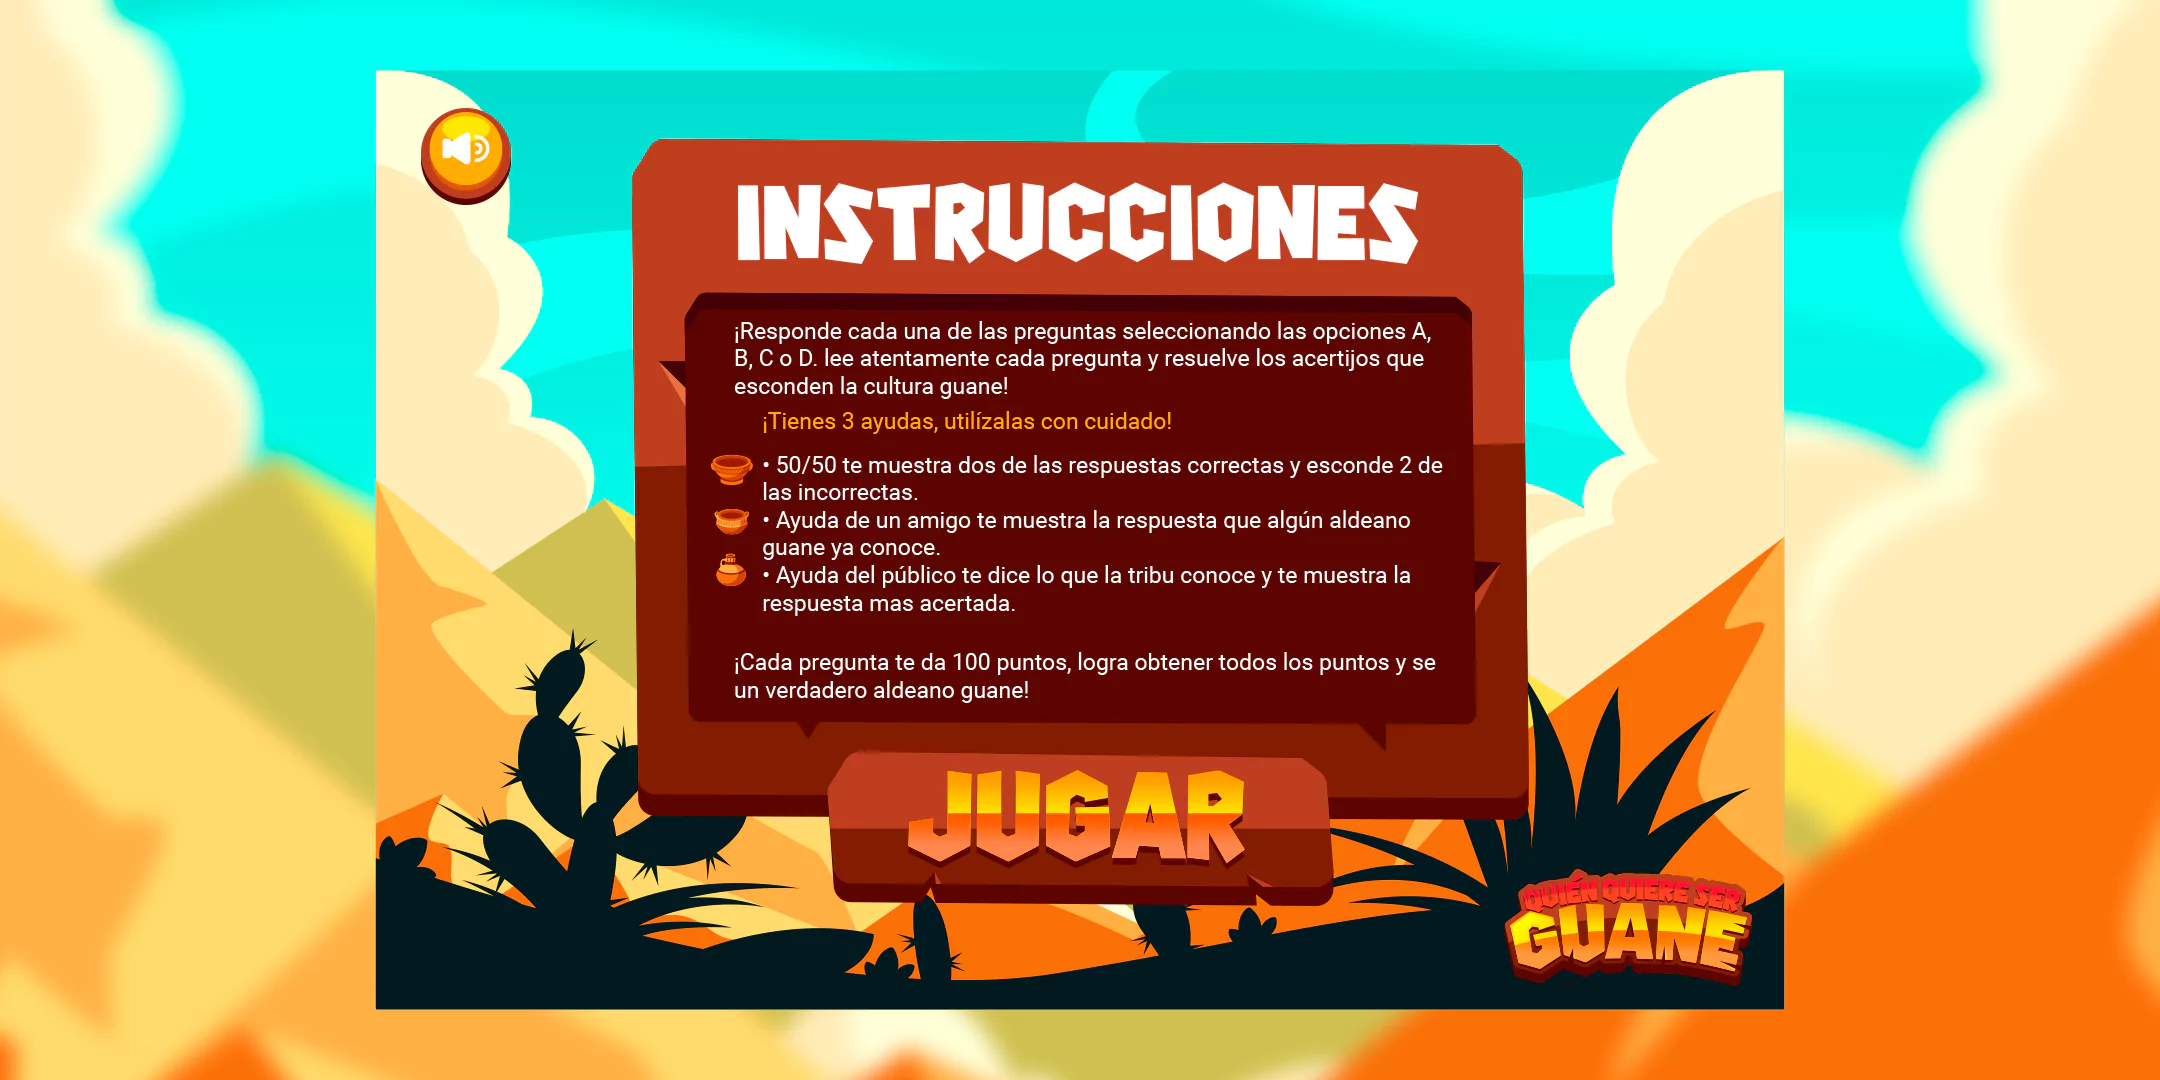 INSTRUCCIONES
¡Responde cada una de las preguntas seleccionando las opciones A,
B, C o D. lee atentamente cada pregunta y resuelve los acertijos que
esconden la cultura guane!
¡Tienes 3 ayudas, utilízalas con cuidado!
• 50/50 te muestra dos de las respuestas correctas y esconde 2 de
las incorrectas.
• Ayuda de un amigo te muestra la respuesta que algún aldeano
guane ya conoce.
• Ayuda del público te dice lo que la tribu conoce y te muestra la
respuesta mas acertada.
¡Cada pregunta te da 100 puntos, logra obtener todos los puntos y se
un verdadero aldeano guane!
JUGAR
QUIÉN QUIERE SER
GUANE